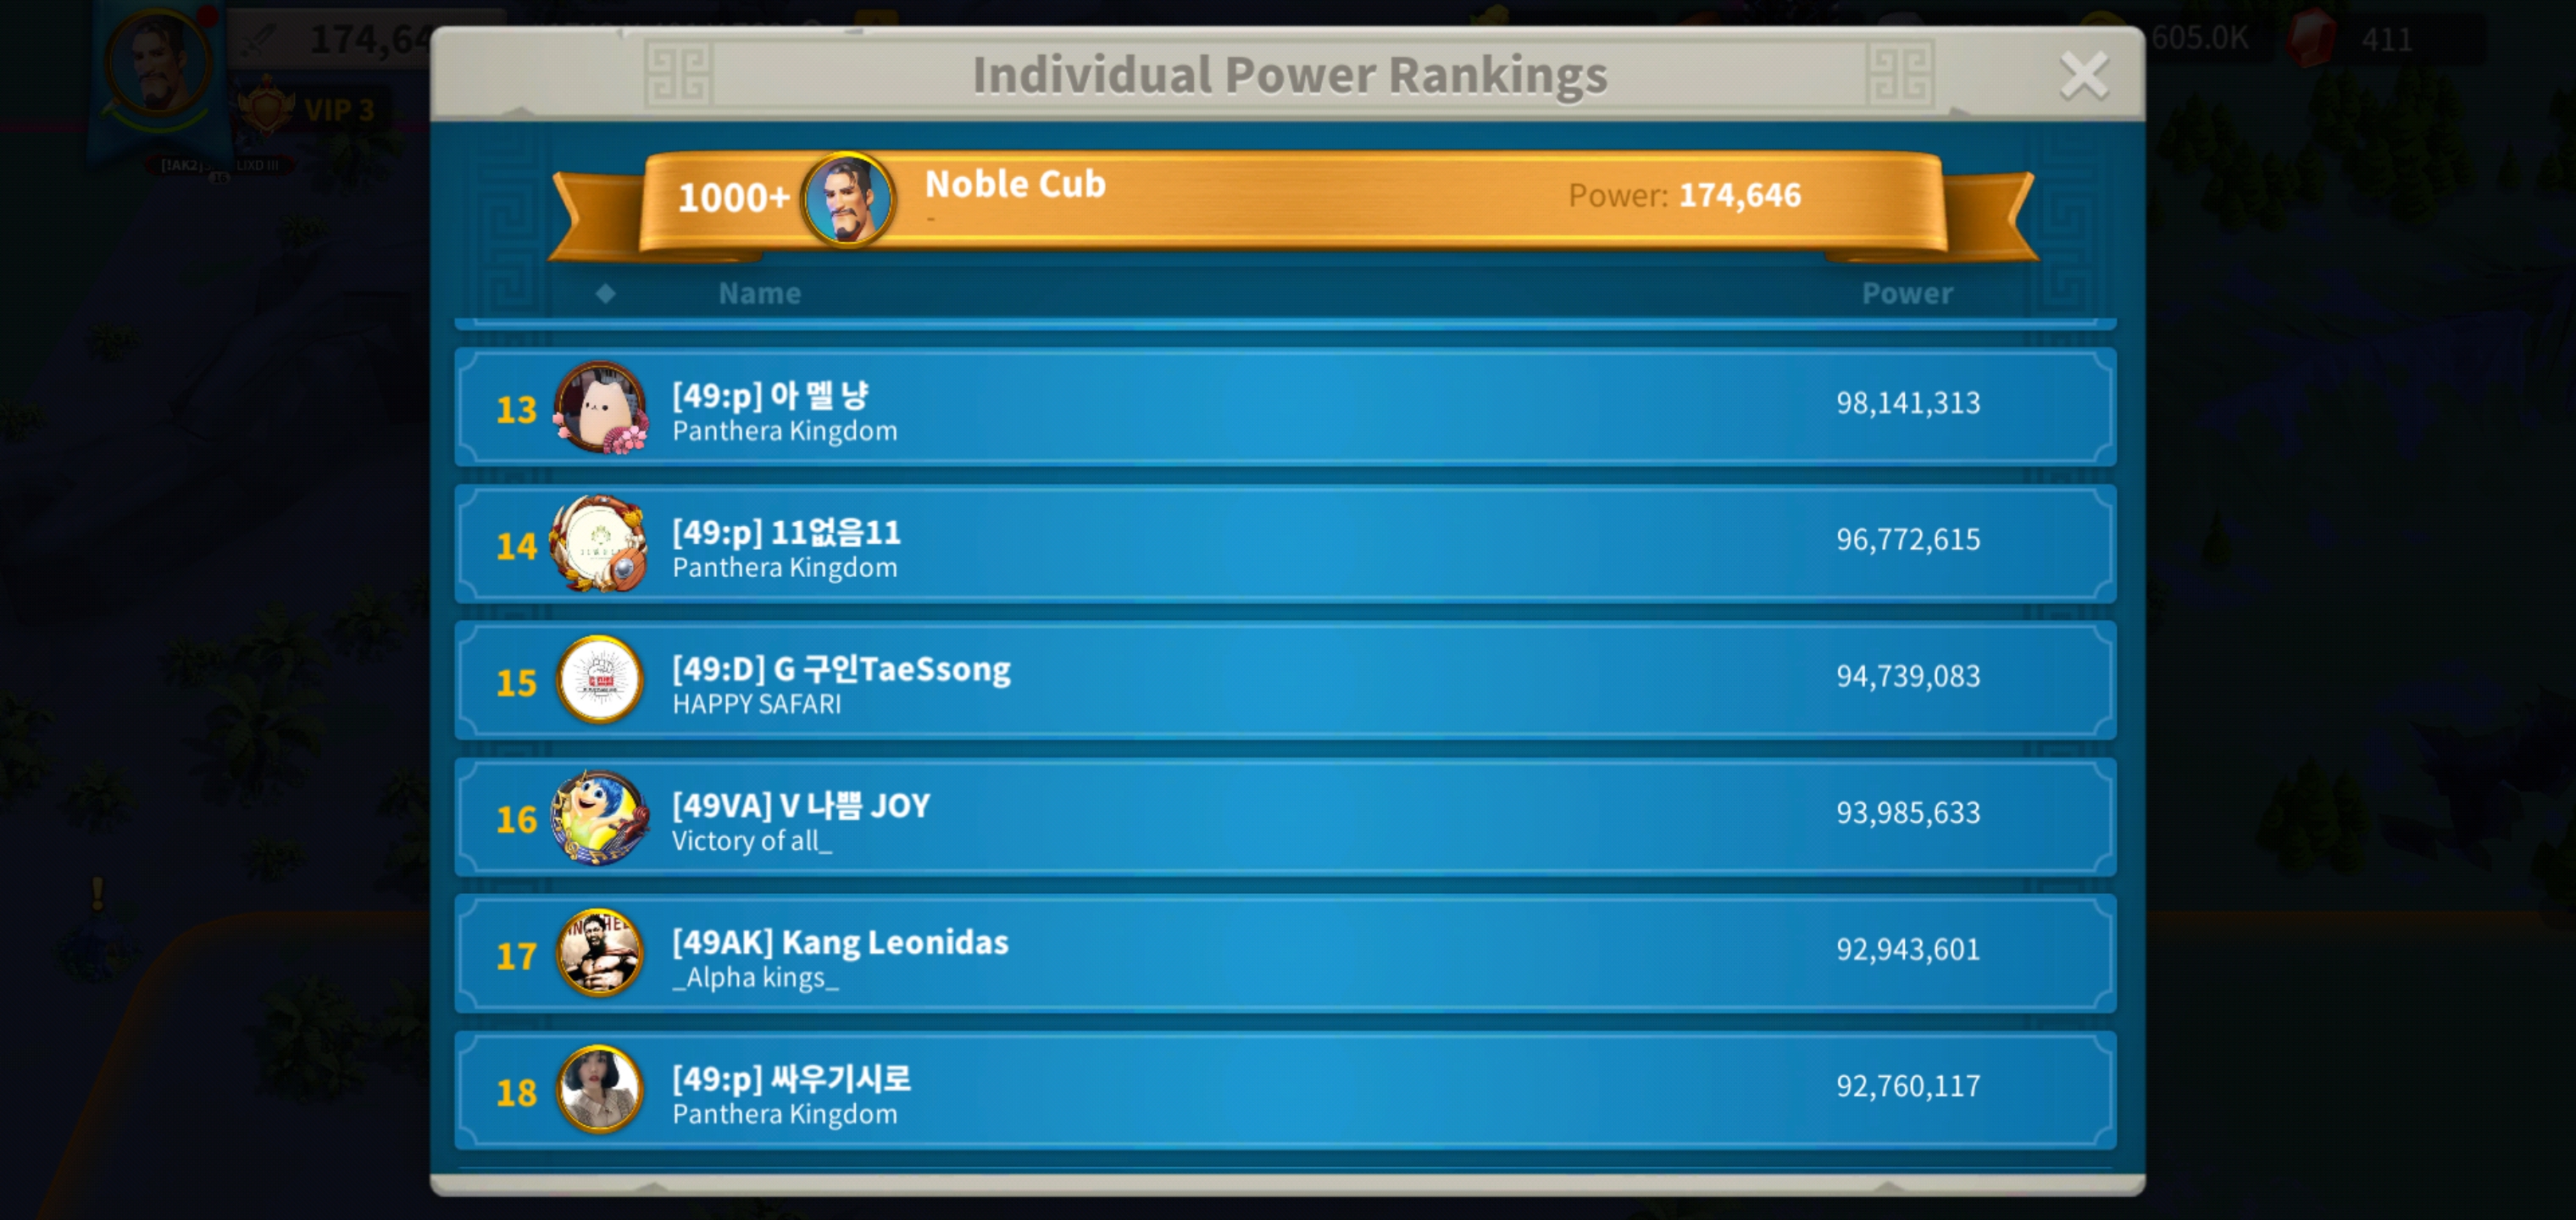 174,64
605.0K
411
Individual Power Rankings
VIP 3
1000+
Noble Cub
-
Power: 174,646
Name
Power
13
[49:p] 아 멜 냥
Panthera Kingdom
98,141,313
14
[49:p] 11없음11
Panthera Kingdom
96,772,615
15
[49:D] G 구인TaeSsong
HAPPY SAFARI
94,739,083
16
[49VA] V 나쁨 JOY
Victory of all_
93,985,633
17
[49AK] Kang Leonidas
_Alpha kings_
92,943,601
18
[49:p] 싸우기시로
Panthera Kingdom
92,760,117